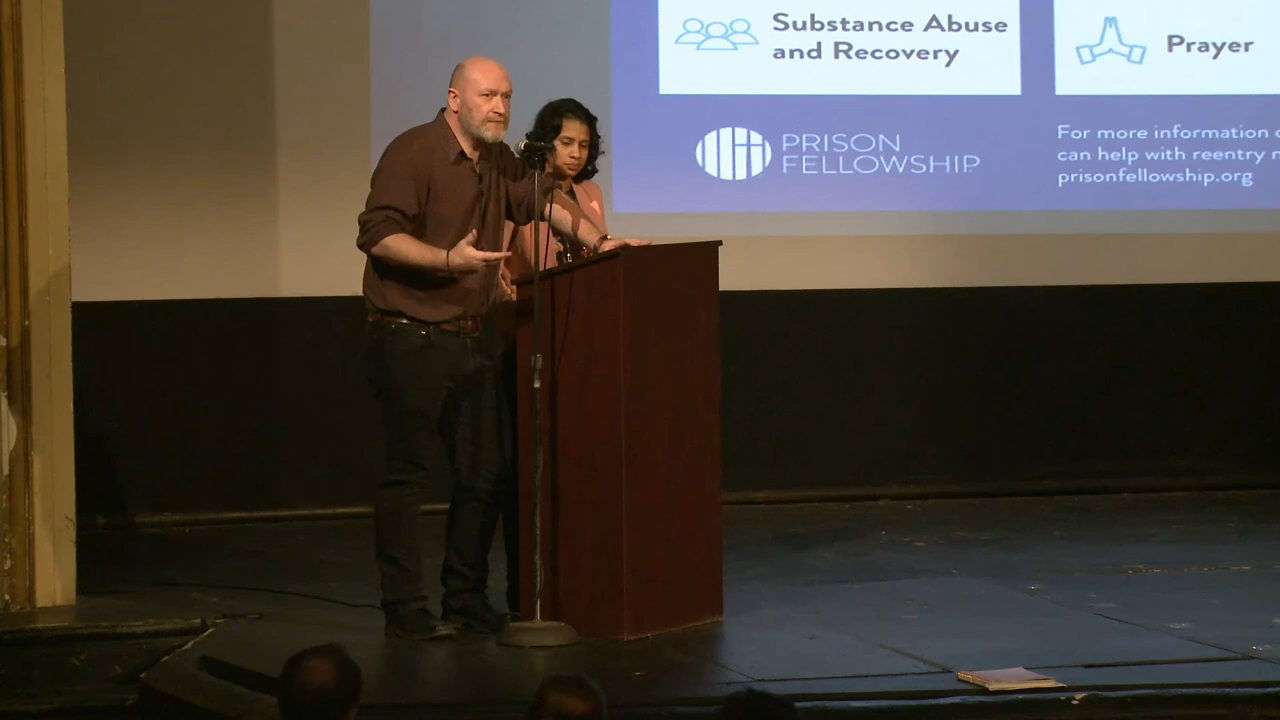 Substance Abuse
and Recovery
Prayer
PRISON
FELLOWSHIP
For more information
can help with reentry
prisonfellowship.org